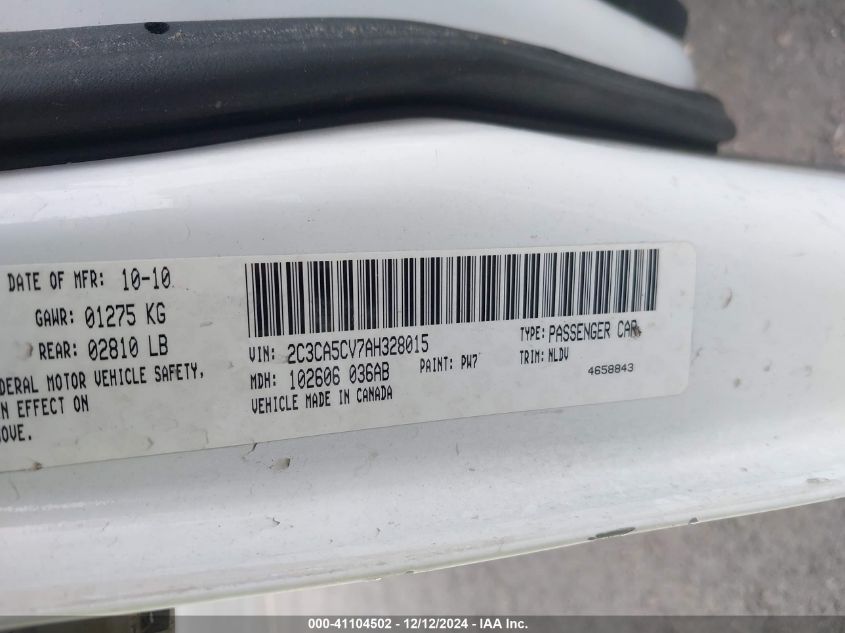 DATE OF MFR: 10-10
GAWR: 01275 KG
REAR: 02810 LB
DERAL MOTOR VEHICLE SAFETY,
N EFFECT ON
OVE.
VIN: 2C3CA5CV7AH328015
TYPE: PASSENGER CAR
MDH: 102606 036AB
PAINT: PW7
TRIM: NLDV
VEHICLE MADE IN CANADA
4658843
000-41104502 - 12/12/2024 - IAA Inc.